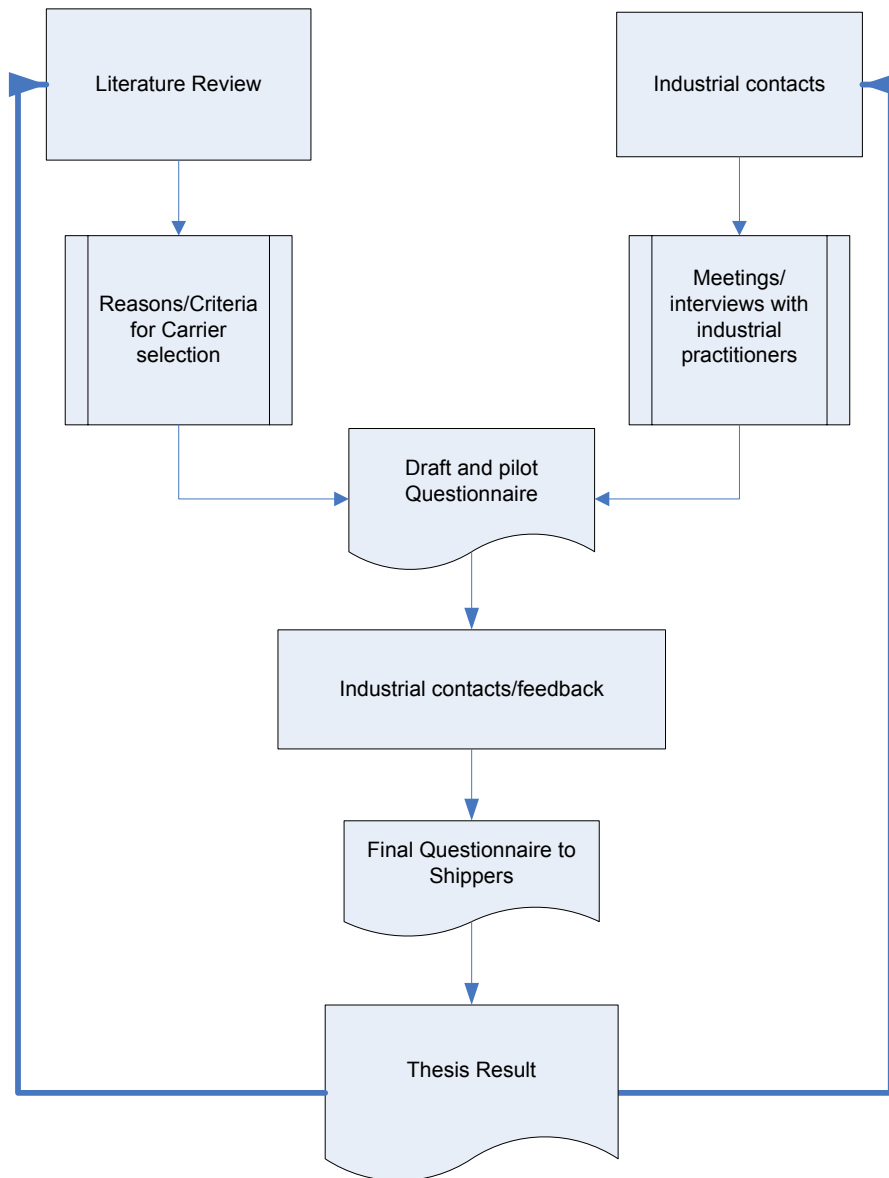 Literature Review
Industrial contacts
Reasons/Criteria
for Carrier
selection
Meetings/
interviews with
industrial
practitioners
Draft and pilot
Questionnaire
Industrial contacts/feedback
Final Questionnaire to
Shippers
Thesis Result